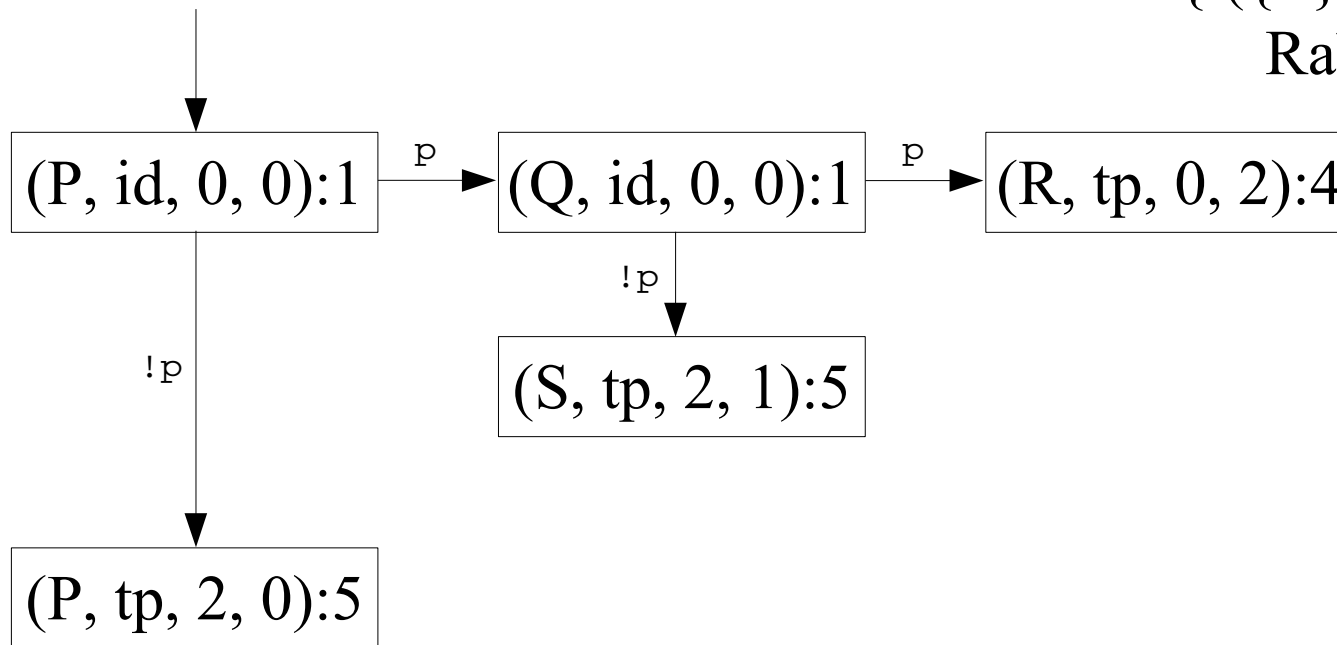 Ra
p
p
(P, id, 0, 0):1
(Q, id, 0, 0):1
(R, tp, 0, 2):4
!p
!p
(S, tp, 2, 1):5
(P, tp, 2, 0):5